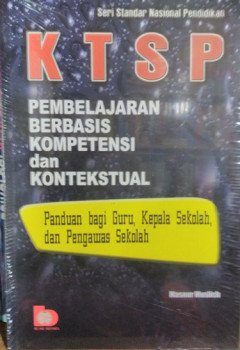 Seri Standar Nasional Pendidikan
KTSP
PEMBELAJARAN
BERBASIS
KOMPETENSI
dan
KONTEKSTUAL
Panduan bagi Guru, Kepala Sekolah,
dan Pengawas Sekolah